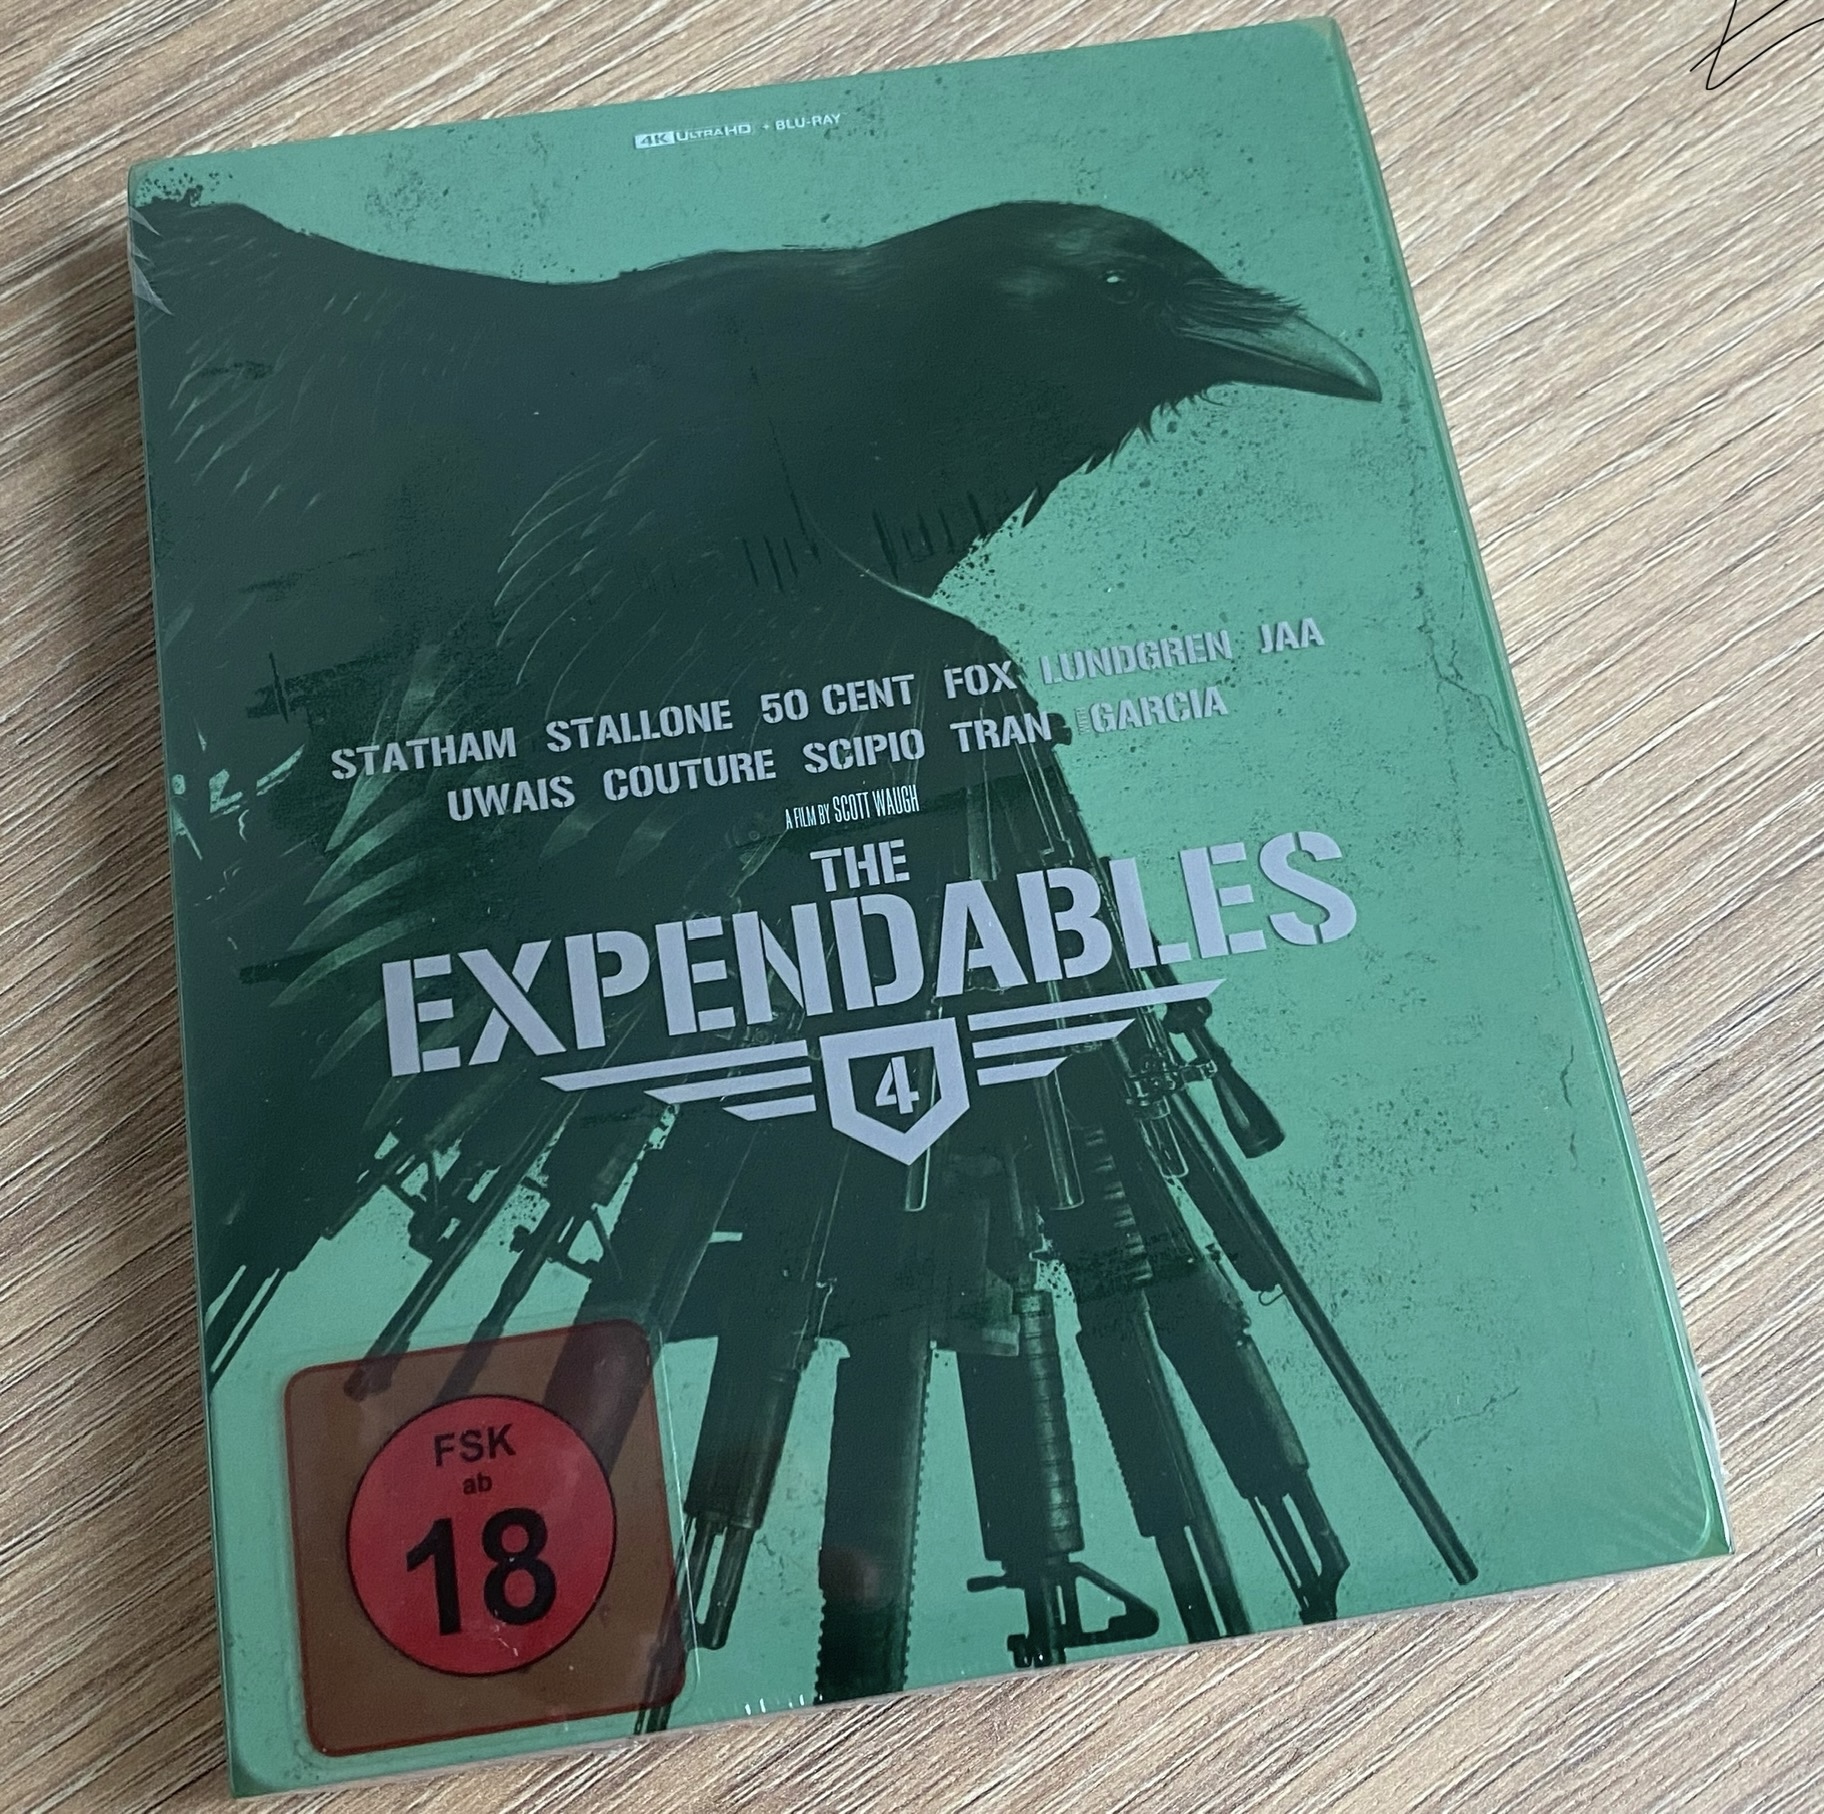 4K ULTRA HD + BLU-RAY
STATHAM STALLONE 50 CENT FOX LUNDGREN JAA
UWAIS COUTURE SCIPIO TRAN GARCIA
A FILM BY SCOTT WAUGH
THE
EXPENDABLES
4
FSK
ab
18